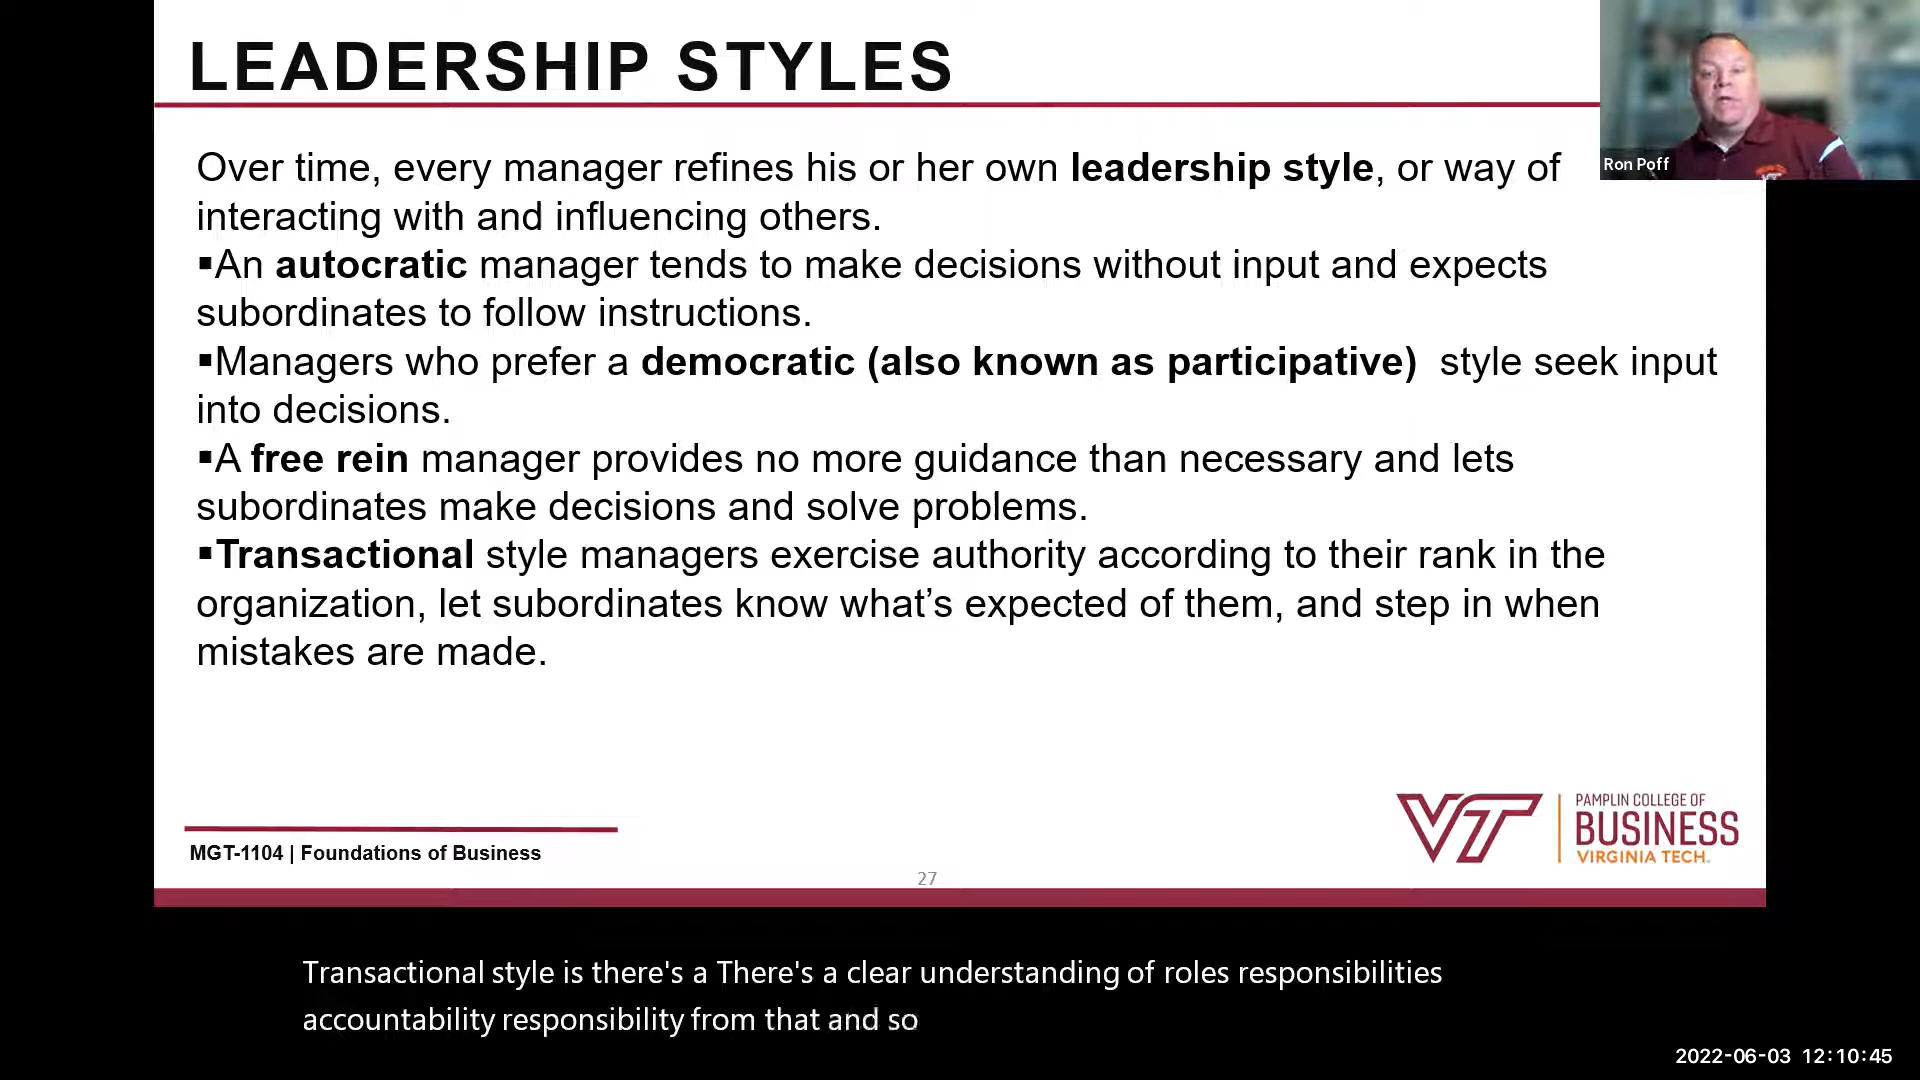 LEADERSHIP STYLES
Ron Poff
Over time, every manager refines his or her own leadership style, or way of
interacting with and influencing others.
▪An autocratic manager tends to make decisions without input and expects
subordinates to follow instructions.
▪Managers who prefer a democratic (also known as participative) style seek input
into decisions.
▪A free rein manager provides no more guidance than necessary and lets
subordinates make decisions and solve problems.
▪Transactional style managers exercise authority according to their rank in the
organization, let subordinates know what’s expected of them, and step in when
mistakes are made.
VT
PAMPLIN COLLEGE OF
BUSINESS
VIRGINIA TECH.
MGT-1104 | Foundations of Business
27
Transactional style is there's a There's a clear understanding of roles responsibilities
accountability responsibility from that and so
2022-06-03 12:10:45